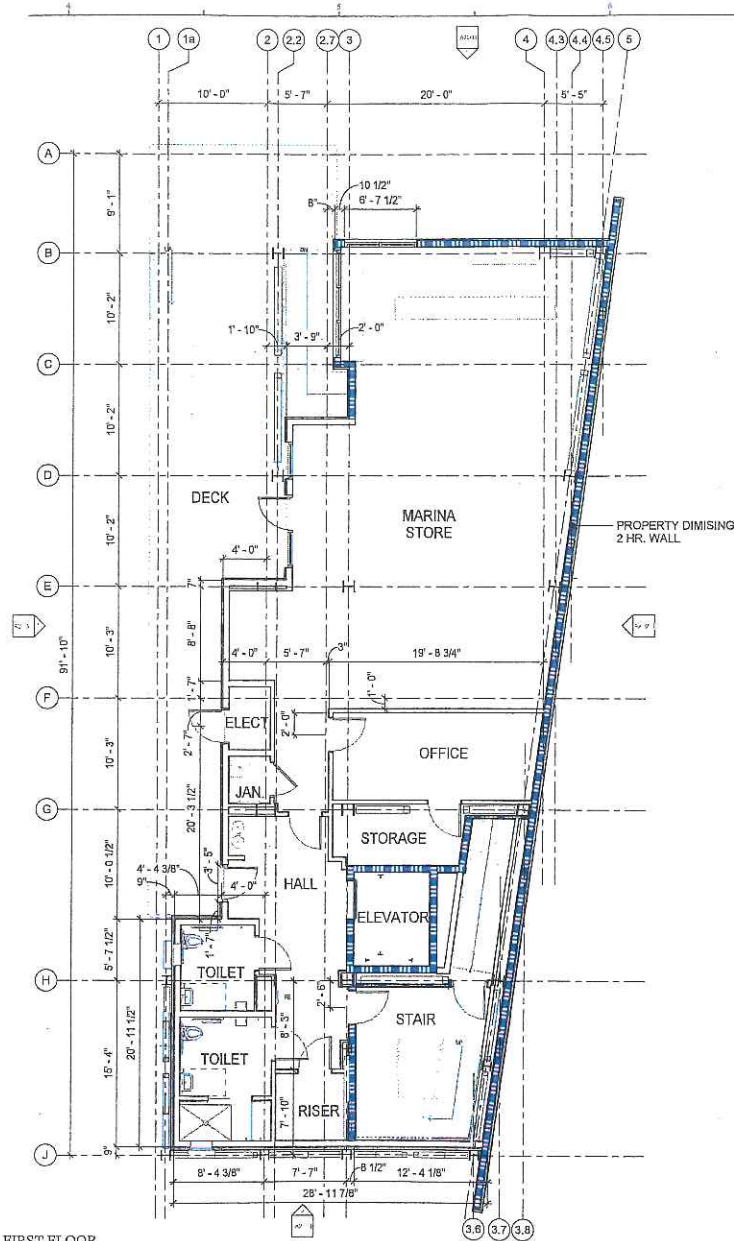 4 5 6
1 1a 2 2.2 2.7 3 4 4.3 4.4 4.5 5
10' - 0" 5' - 7" 20' - 0" 5' - 5"
A
9' - 1"
10 1/2"
8" 6' - 7 1/2"
B
10' - 2"
1' - 10" 3' - 9" 2' - 0"
C
10' - 2"
D
DECK
MARINA
STORE
PROPERTY DIMISING
2 HR. WALL
10' - 2"
4' - 0"
E
7"
91' - 10"
10' - 3"
8' - 8"
4' - 0" 5' - 7" 3" 19' - 8 3/4"
1' - 0"
F
7"
ELECT
2' - 0"
OFFICE
2' - 7"
10' - 3"
JAN.
20' - 3 1/2"
G
STORAGE
10' - 0 1/2"
4' - 4 3/8"
3' - 5"
HALL
9" 4' - 0"
ELEVATOR
5' - 7 1/2"
1' - 7"
TOILET
H
2' - 6"
STAIR
8' - 3"
15' - 4"
20' - 11 1/2"
TOILET
RISER
7' - 10"
9"
J
8' - 4 3/8" 7' - 7" 8 1/2" 12' - 4 1/8"
28' - 11 7/8"
3.6 3.7 3.8
FIRST FLOOR